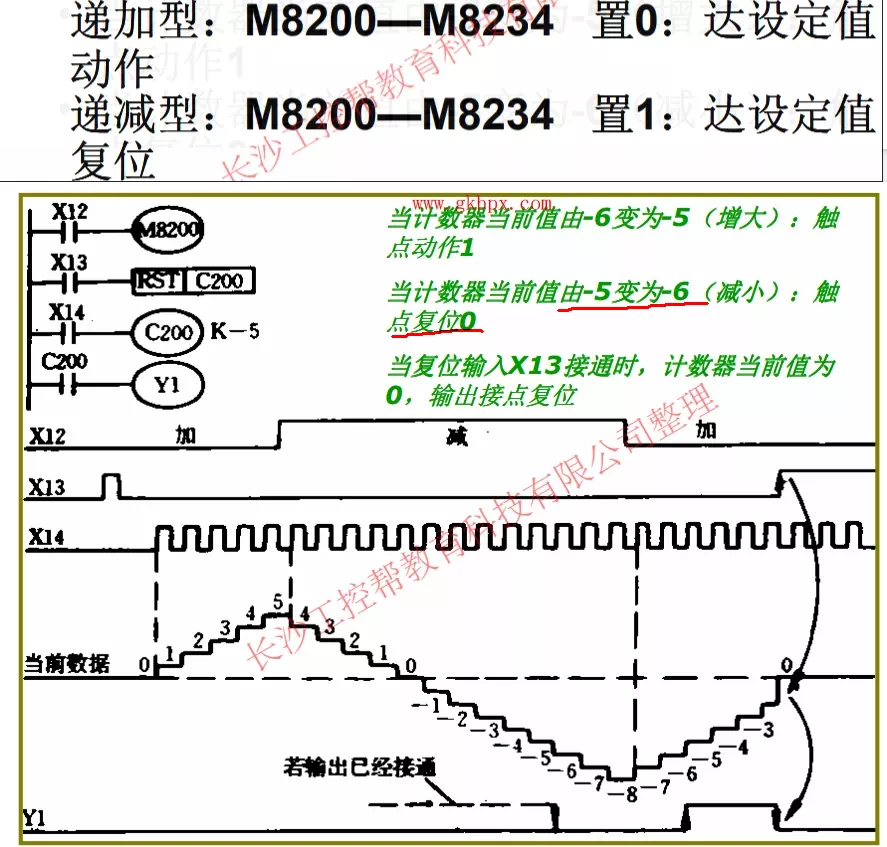 递加型：M8200—M8234　置0：达设定值
动作
递减型：M8200—M8234　置1：达设定值
复位
长沙工控帮教育科技有限
www.gkbpx.com
X12
M8200
X13
RST C200
X14
C200 K-5
C200
Y1
当计数器当前值由-6变为-5（增大）：触
点动作1
当计数器当前值由-5变为-6（减小）：触
点复位0
当复位输入X13接通时，计数器当前值为
0，输出接点复位
长沙工控帮教育科技有限公司整理
X12 加 减 加
X13
X14
当前数据 0 1 2 3 4 5 4 3 2 1 0 -1 -2 -3 -4 -5 -6 -7 -8 -7 -6 -5 -4 -3 0
若输出已经接通
Y1